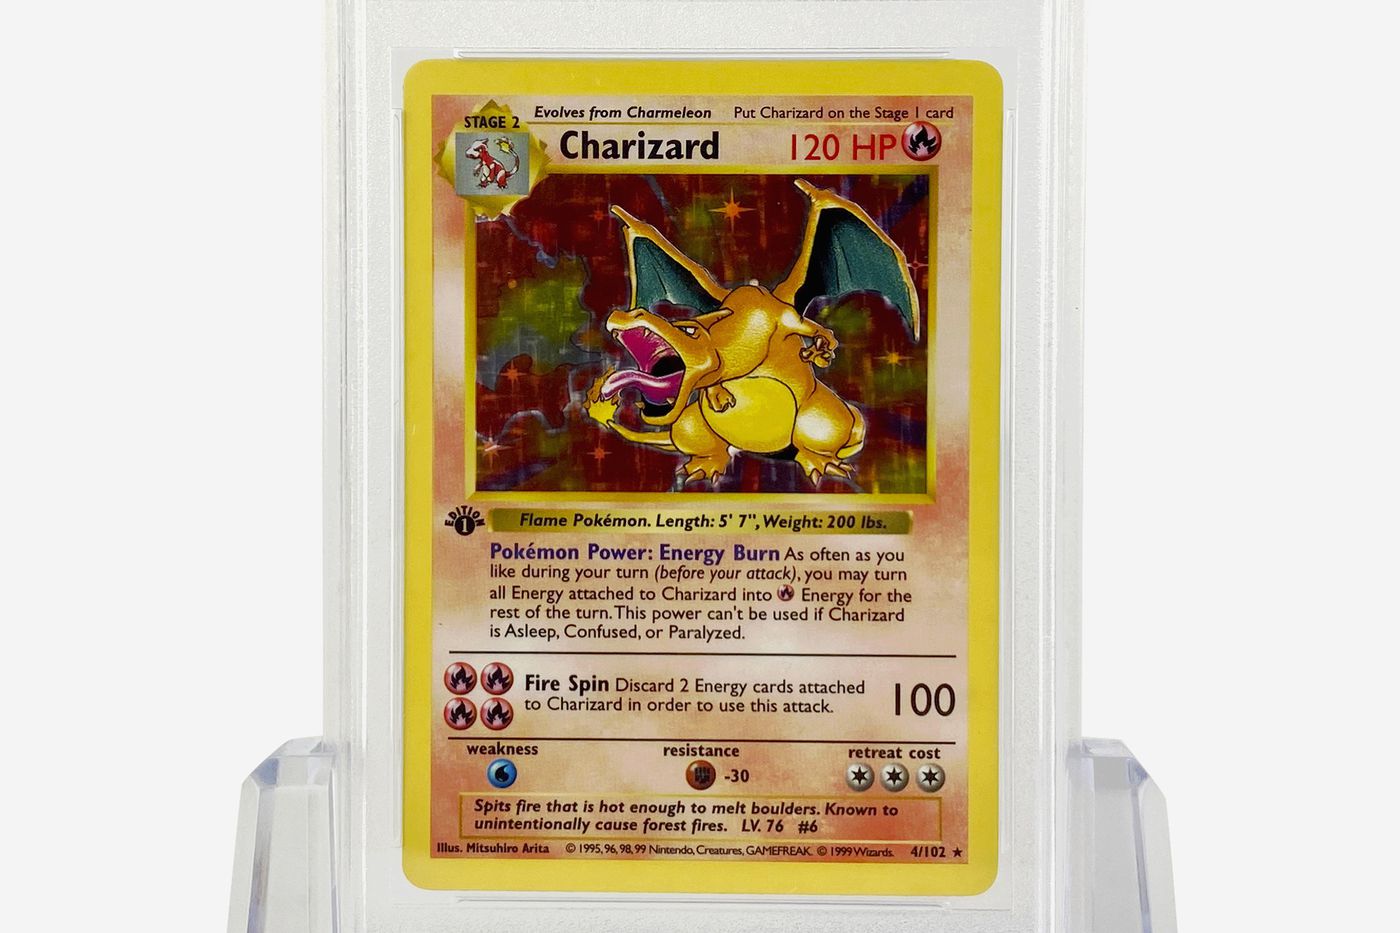 Evolves from Charmeleon Put Charizard on the Stage 1 card
STAGE 2
Charizard 120 HP
EDITION
1
Flame Pokémon. Length: 5' 7", Weight: 200 lbs.
Pokémon Power: Energy Burn As often as you
like during your turn (before your attack), you may turn
all Energy attached to Charizard into Energy for the
rest of the turn. This power can't be used if Charizard
is Asleep, Confused, or Paralyzed.
Fire Spin Discard 2 Energy cards attached
to Charizard in order to use this attack.
100
weakness resistance retreat cost
-30
Spits fire that is hot enough to melt boulders. Known to
unintentionally cause forest fires. LV. 76 #6
Illus. Mitsuhiro Arita © 1995, 96, 98, 99 Nintendo, Creatures, GAMEFREAK. © 1999 Wizards. 4/102 ★